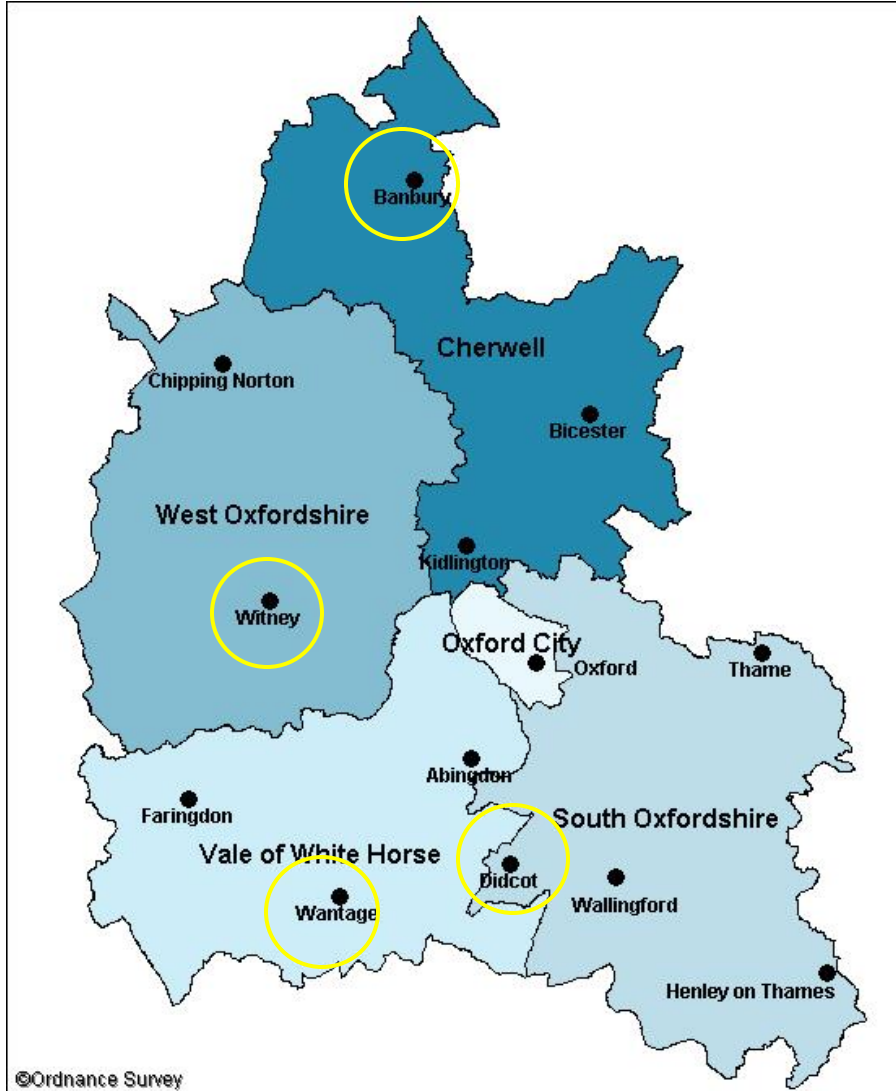 Banbury
Cherwell
Chipping Norton
Bicester
West Oxfordshire
Kidlington
Witney
Oxford City
Oxford
Thame
Abingdon
Faringdon
South Oxfordshire
Vale of White Horse
Didcot
Wallingford
Wantage
Henley on Thames
©Ordnance Survey